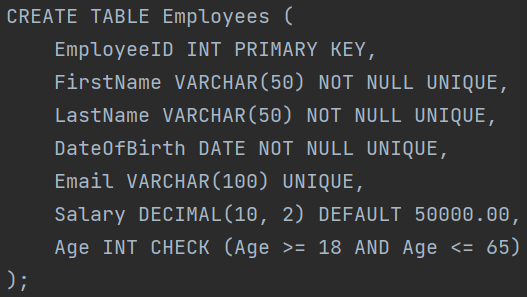 CREATE TABLE Employees (
    EmployeeID INT PRIMARY KEY,
    FirstName VARCHAR(50) NOT NULL UNIQUE,
    LastName VARCHAR(50) NOT NULL UNIQUE,
    DateOfBirth DATE NOT NULL UNIQUE,
    Email VARCHAR(100) UNIQUE,
    Salary DECIMAL(10, 2) DEFAULT 50000.00,
    Age INT CHECK (Age >= 18 AND Age <= 65)
);